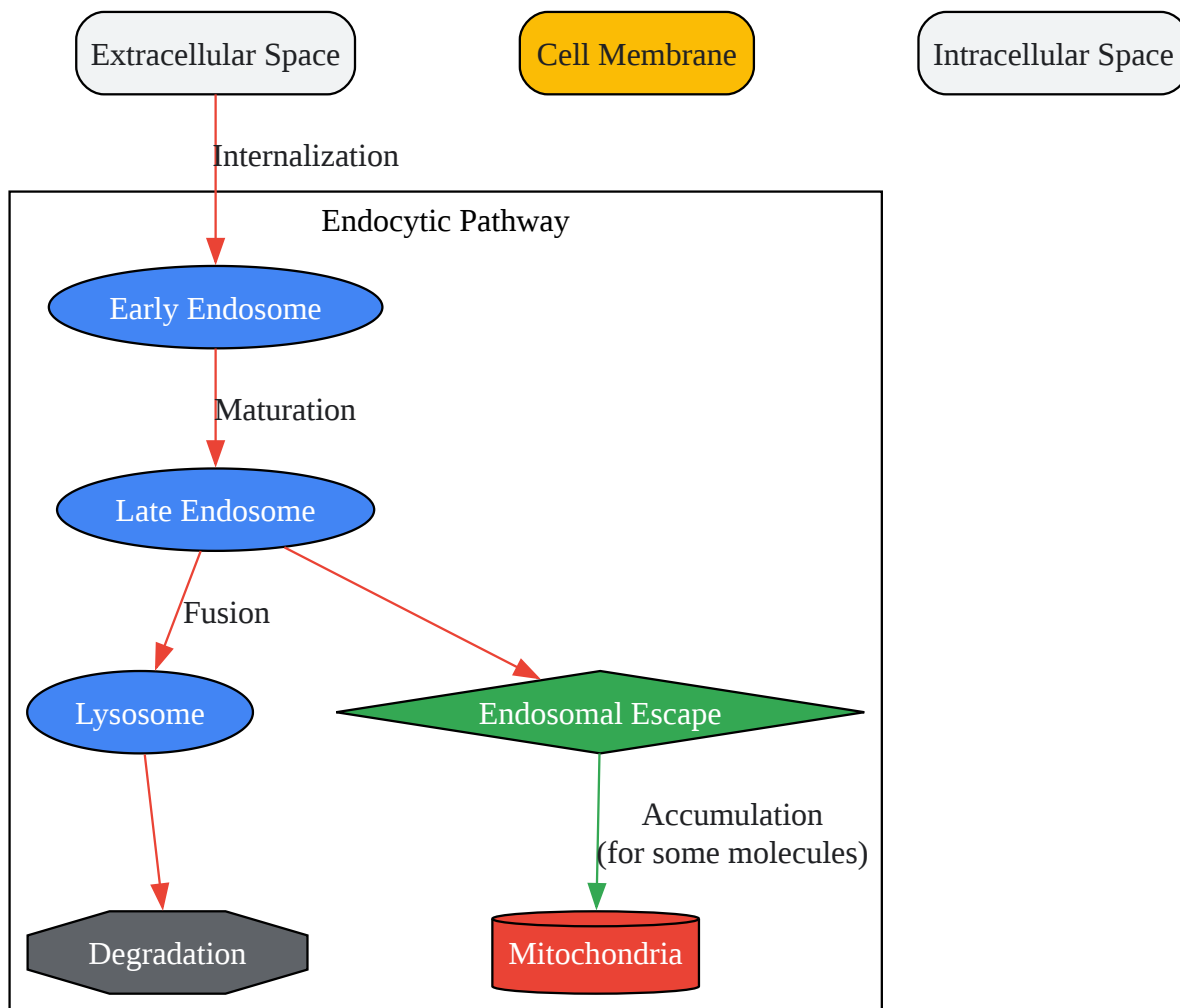 Extracellular Space
Cell Membrane
Intracellular Space
Internalization
Endocytic Pathway
Early Endosome
Maturation
Late Endosome
Fusion
Lysosome
Endosomal Escape
Accumulation
(for some molecules)
Degradation
Mitochondria